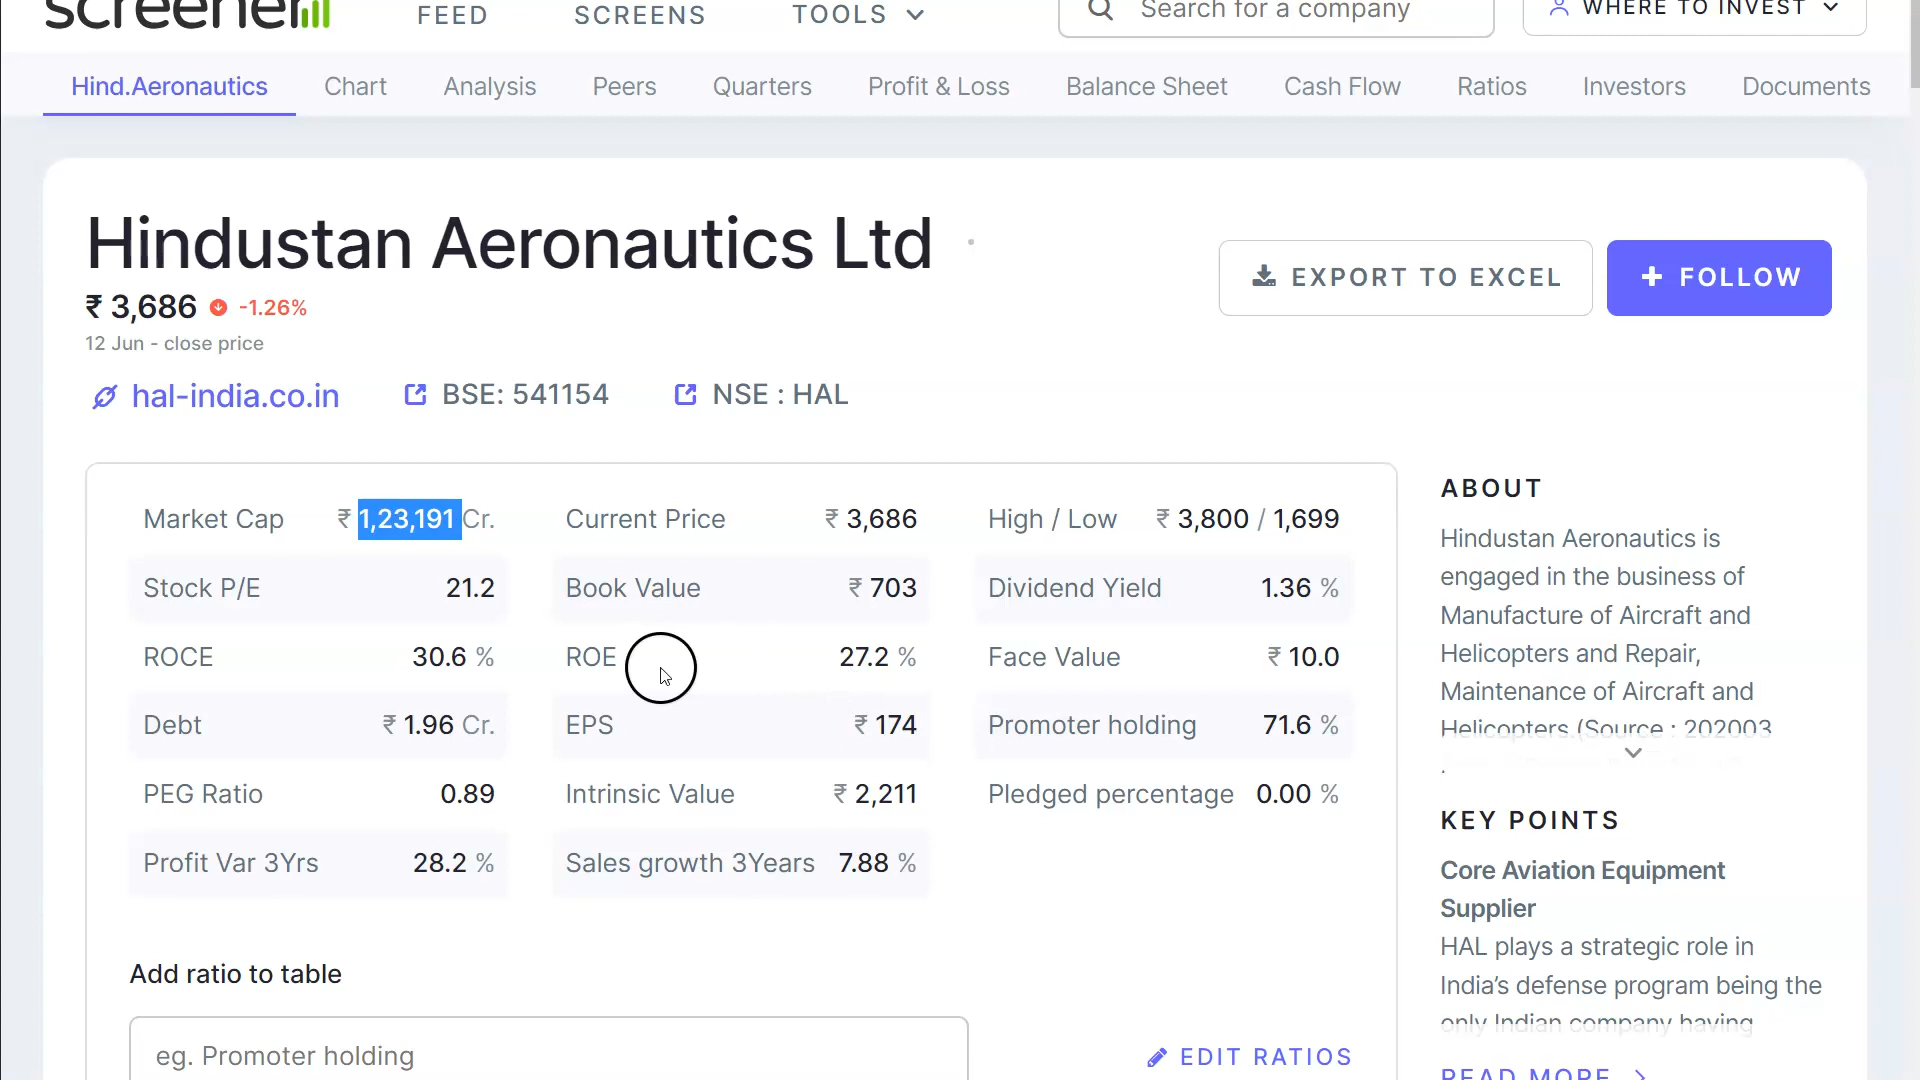 screener
FEED
SCREENS
TOOLS
Search for a company
WHERE TO INVEST
Hind.Aeronautics
Chart
Analysis
Peers
Quarters
Profit & Loss
Balance Sheet
Cash Flow
Ratios
Investors
Documents
Hindustan Aeronautics Ltd
₹ 3,686 -1.26%
12 Jun - close price
EXPORT TO EXCEL
+ FOLLOW
hal-india.co.in
BSE: 541154
NSE : HAL
Market Cap ₹ 1,23,191 Cr.
Current Price ₹ 3,686
High / Low ₹ 3,800 / 1,699
Stock P/E 21.2
Book Value ₹ 703
Dividend Yield 1.36 %
ROCE 30.6 %
ROE 27.2 %
Face Value ₹ 10.0
Debt ₹ 1.96 Cr.
EPS ₹ 174
Promoter holding 71.6 %
PEG Ratio 0.89
Intrinsic Value ₹ 2,211
Pledged percentage 0.00 %
Profit Var 3Yrs 28.2 %
Sales growth 3Years 7.88 %
Add ratio to table
eg. Promoter holding
EDIT RATIOS
ABOUT
Hindustan Aeronautics is
engaged in the business of
Manufacture of Aircraft and
Helicopters and Repair,
Maintenance of Aircraft and
Helicopters.(Source : 202003
KEY POINTS
Core Aviation Equipment
Supplier
HAL plays a strategic role in
India's defense program being the
only Indian company having
READ MORE